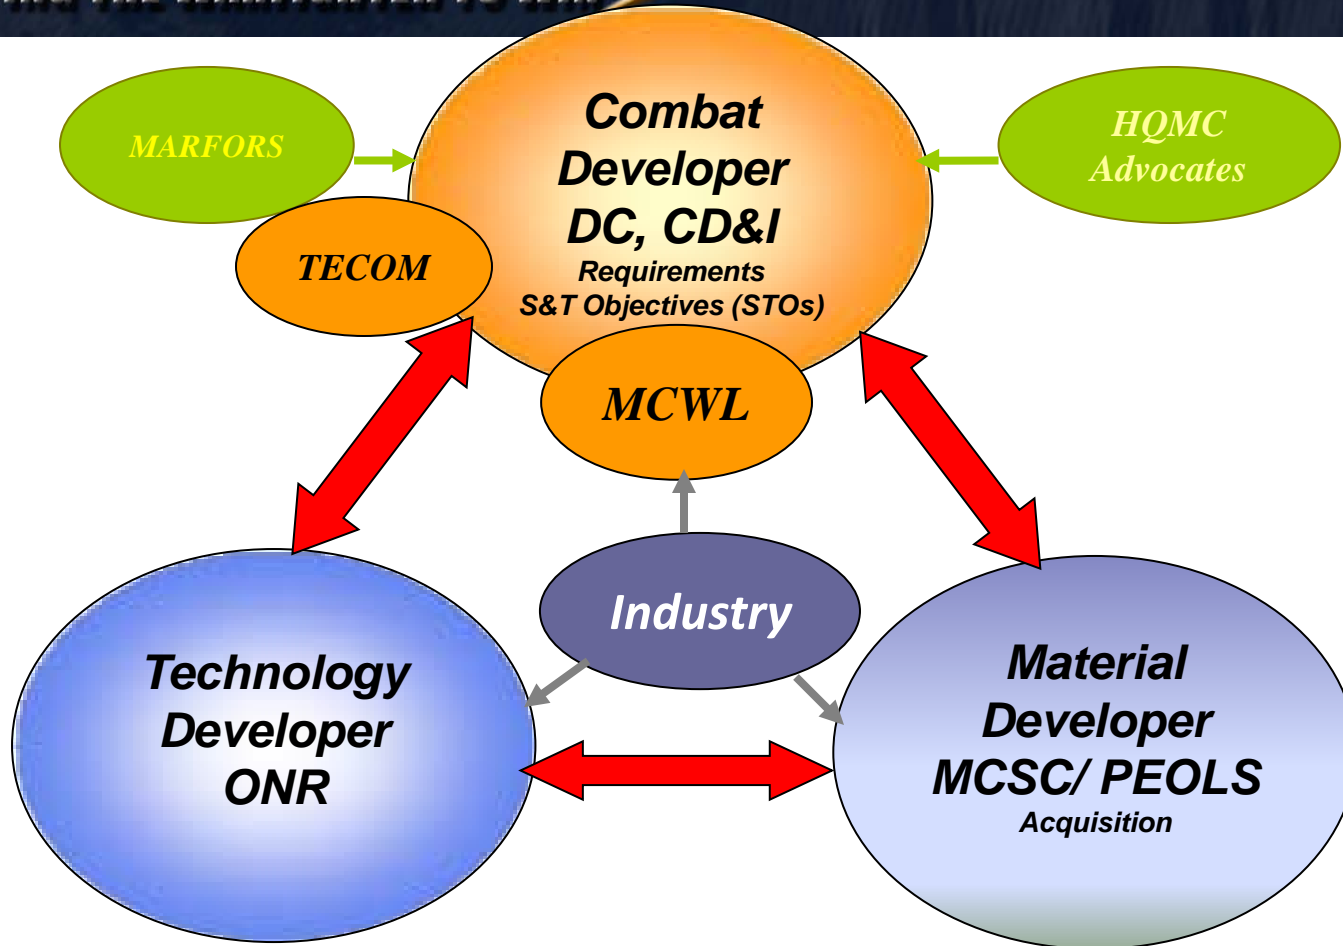 Combat
Developer
DC, CD&I
Requirements
S&T Objectives (STOs)
MARFORS
HQMC
Advocates
TECOM
MCWL
Industry
Technology
Developer
ONR
Material
Developer
MCSC/ PEOLS
Acquisition